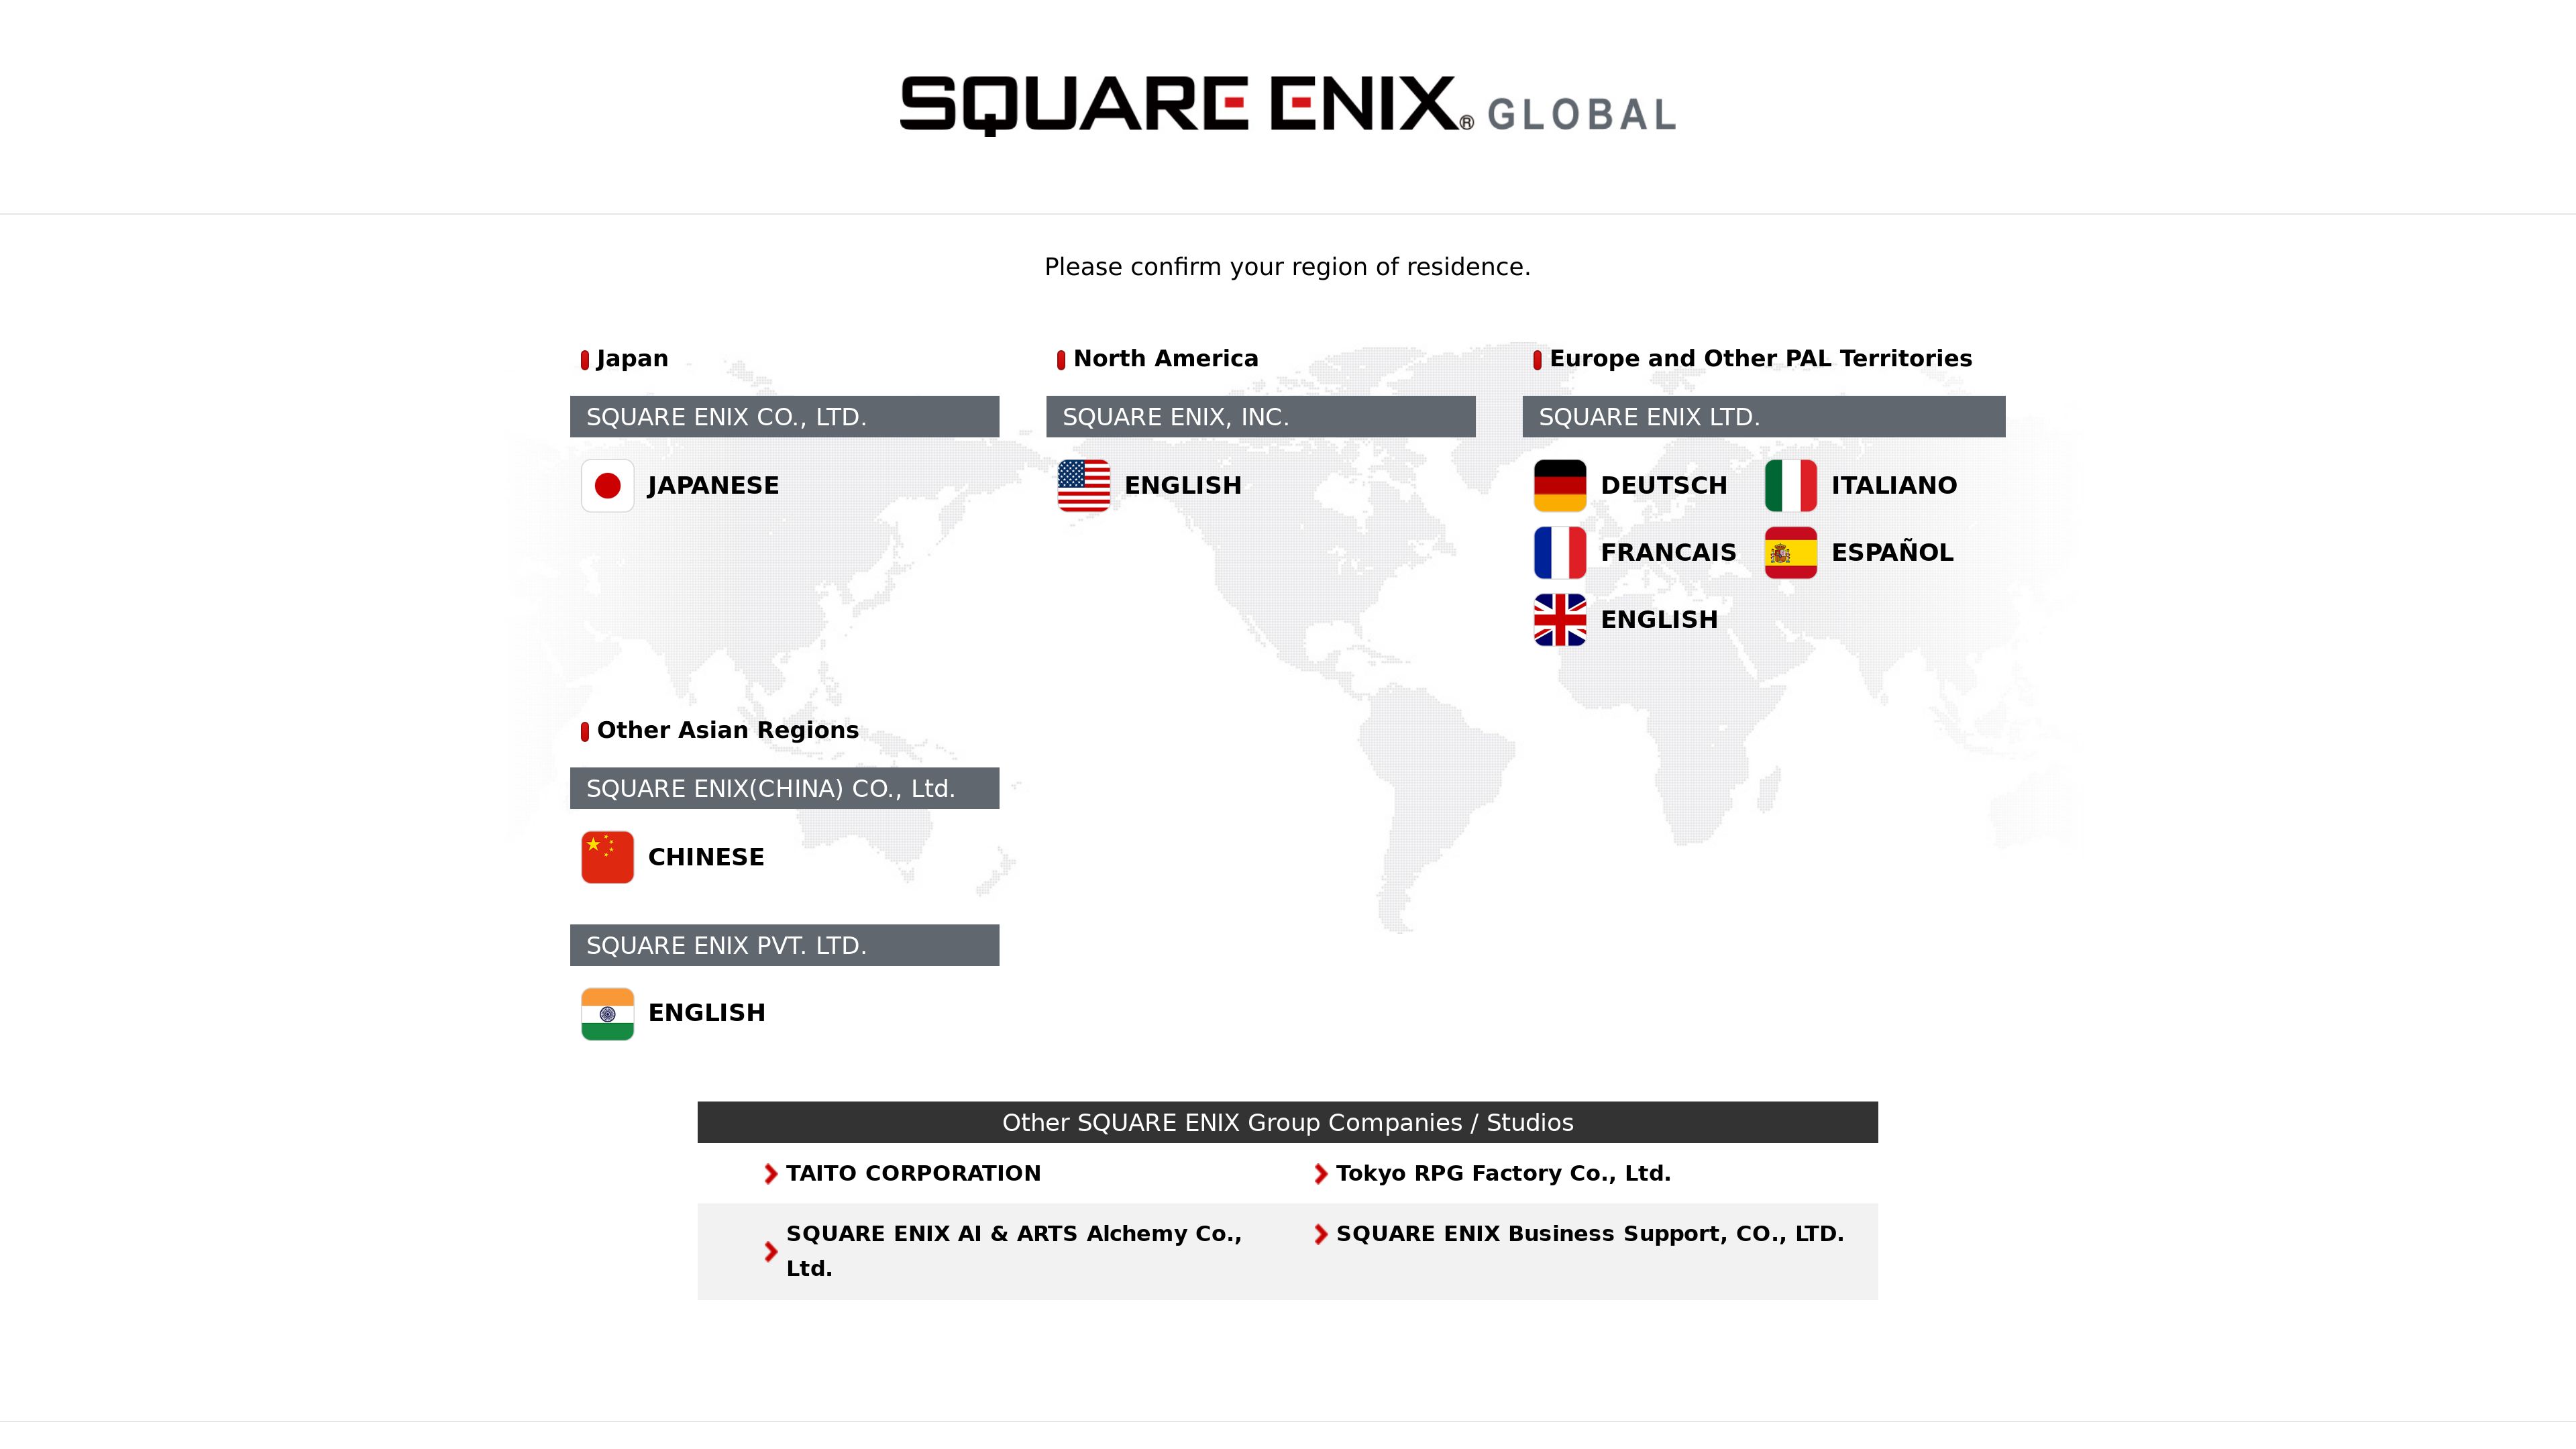 SQUARE ENIX® GLOBAL
Please confirm your region of residence.
Japan
SQUARE ENIX CO., LTD.
JAPANESE
North America
SQUARE ENIX, INC.
ENGLISH
Europe and Other PAL Territories
SQUARE ENIX LTD.
DEUTSCH
ITALIANO
FRANCAIS
ESPAÑOL
ENGLISH
Other Asian Regions
SQUARE ENIX(CHINA) CO., Ltd.
CHINESE
SQUARE ENIX PVT. LTD.
ENGLISH
Other SQUARE ENIX Group Companies / Studios
TAITO CORPORATION
Tokyo RPG Factory Co., Ltd.
SQUARE ENIX AI & ARTS Alchemy Co.,
Ltd.
SQUARE ENIX Business Support, CO., LTD.